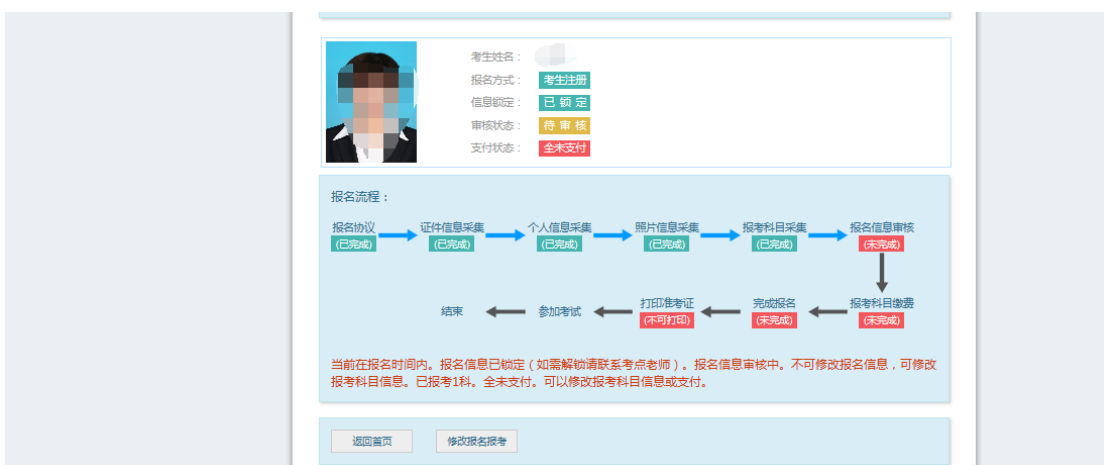 考生姓名：
报名方式： 考生注册
信息锁定： 已 锁 定
审核状态： 待 审 核
支付状态： 全未支付
报名流程：
报名协议 证件信息采集 个人信息采集 照片信息采集 报考科目采集 报名信息审核
(已完成) (已完成) (已完成) (已完成) (已完成) (未完成)
结束 参加考试 打印准考证 完成报名 报考科目缴费
(不可打印) (未完成) (未完成)
当前在报名时间内。报名信息已锁定（如需解锁请联系考点老师）。报名信息审核中。不可修改报名信息，可修改
报考科目信息。已报考1科。全未支付。可以修改报考科目信息或支付。
返回首页 修改报名报考